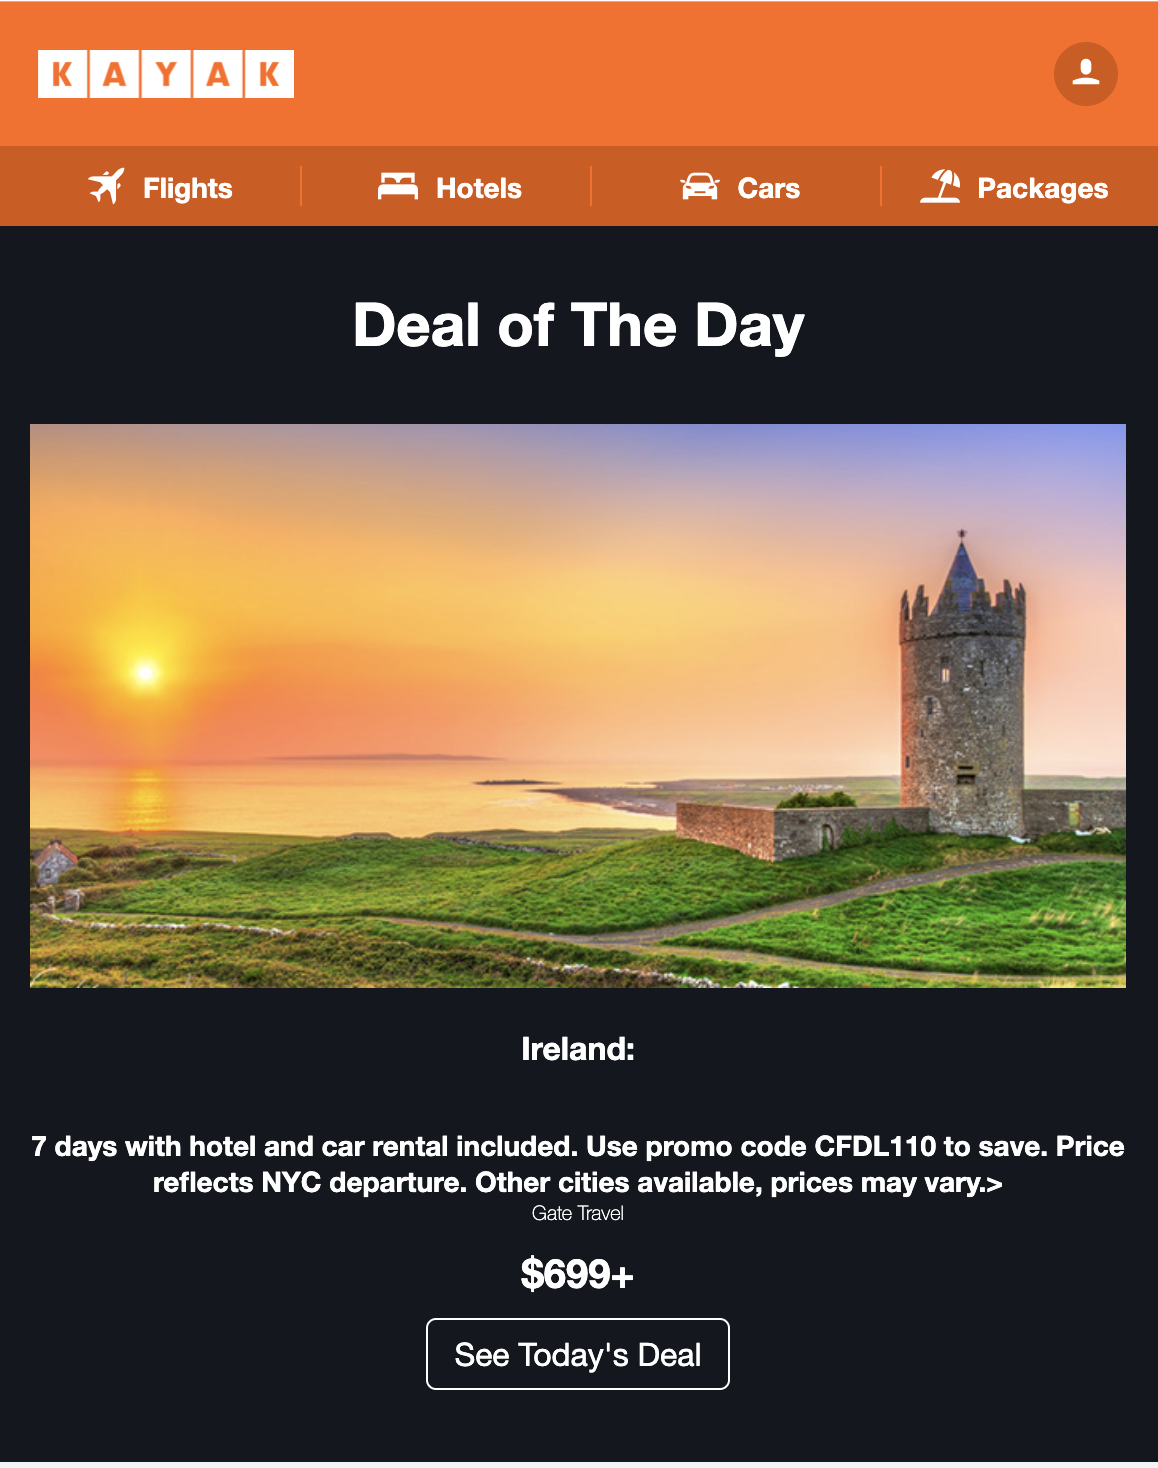 KAYAK
Flights
Hotels
Cars
Packages
Deal of The Day
Ireland:
7 days with hotel and car rental included. Use promo code CFDL110 to save. Price
reflects NYC departure. Other cities available, prices may vary.>
Gate Travel
$699+
See Today's Deal